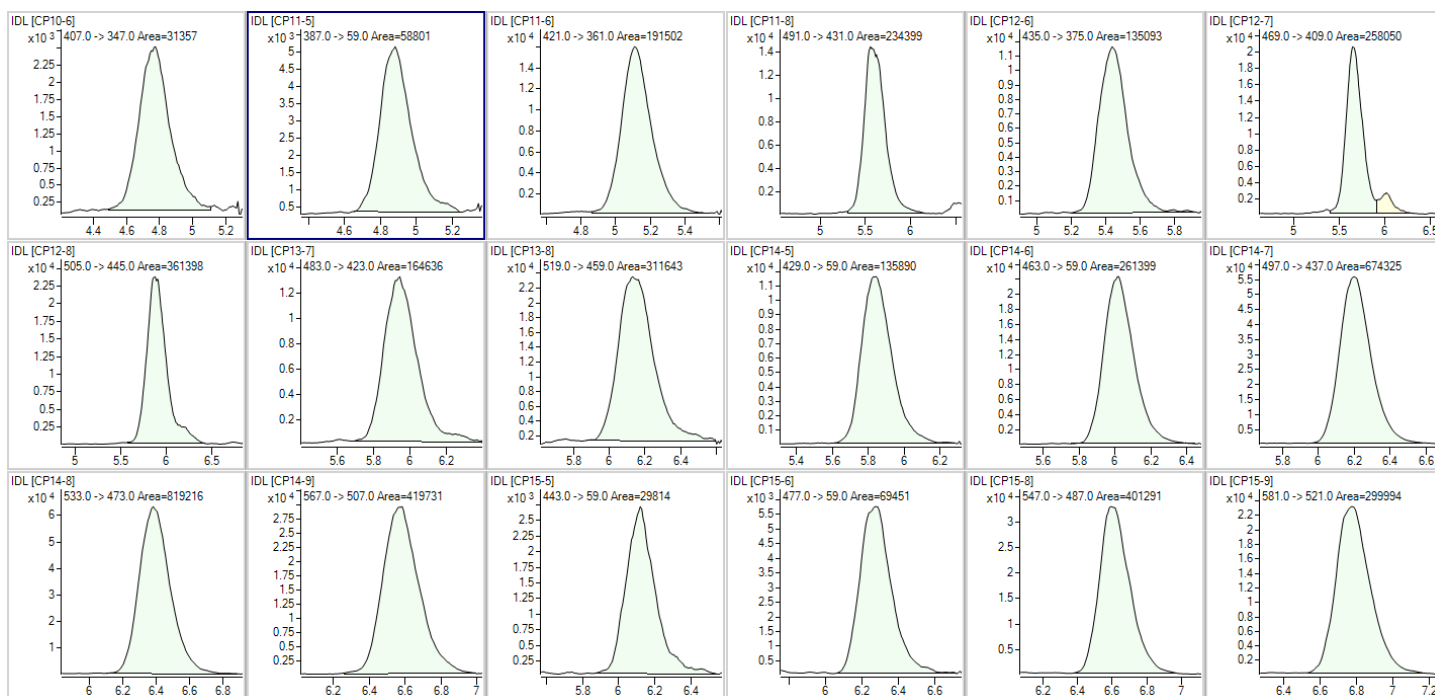 IDL [CP10-6]
x10 3
407.0 -> 347.0 Area=31357
2.5
2.25
2
1.75
1.5
1.25
1
0.75
0.5
0.25
4.4 4.6 4.8 5 5.2
IDL [CP11-5]
x10 3
387.0 -> 59.0 Area=58801
5
4.5
4
3.5
3
2.5
2
1.5
1
0.5
4.6 4.8 5 5.2
IDL [CP11-6]
x10 4
421.0 -> 361.0 Area=191502
1.6
1.4
1.2
1
0.8
0.6
0.4
0.2
4.8 5 5.2 5.4 5.6
IDL [CP11-8]
x10 4
491.0 -> 431.0 Area=234399
1.4
1.2
1
0.8
0.6
0.4
0.2
5 5.5 6
IDL [CP12-6]
x10 4
435.0 -> 375.0 Area=135093
1.1
1
0.9
0.8
0.7
0.6
0.5
0.4
0.3
0.2
0.1
5 5.2 5.4 5.6 5.8
IDL [CP12-7]
x10 4
469.0 -> 409.0 Area=258050
2
1.8
1.6
1.4
1.2
1
0.8
0.6
0.4
0.2
5 5.5 6 6.5
IDL [CP12-8]
x10 4
505.0 -> 445.0 Area=361398
2.25
2
1.75
1.5
1.25
1
0.75
0.5
0.25
5 5.5 6 6.5
IDL [CP13-7]
x10 4
483.0 -> 423.0 Area=164636
1.2
1
0.8
0.6
0.4
0.2
5.6 5.8 6 6.2
IDL [CP13-8]
x10 4
519.0 -> 459.0 Area=311643
2.4
2.2
2
1.8
1.6
1.4
1.2
1
0.8
0.6
0.4
0.2
5.8 6 6.2 6.4 6.6
IDL [CP14-5]
x10 4
429.0 -> 59.0 Area=135890
1.1
1
0.9
0.8
0.7
0.6
0.5
0.4
0.3
0.2
0.1
5.4 5.6 5.8 6 6.2
IDL [CP14-6]
x10 4
463.0 -> 59.0 Area=261399
2
1.8
1.6
1.4
1.2
1
0.8
0.6
0.4
0.2
5.6 5.8 6 6.2 6.4
IDL [CP14-7]
x10 4
497.0 -> 437.0 Area=674325
5.5
5
4.5
4
3.5
3
2.5
2
1.5
1
0.5
5.8 6 6.2 6.4 6.6
IDL [CP14-8]
x10 4
533.0 -> 473.0 Area=819216
6
5
4
3
2
1
6 6.2 6.4 6.6 6.8
IDL [CP14-9]
x10 4
567.0 -> 507.0 Area=419731
2.75
2.5
2.25
2
1.75
1.5
1.25
1
0.75
0.5
0.25
6.2 6.4 6.6 6.8 7
IDL [CP15-5]
x10 3
443.0 -> 59.0 Area=29814
2.5
2.25
2
1.75
1.5
1.25
1
0.75
0.5
0.25
5.8 6 6.2 6.4
IDL [CP15-6]
x10 3
477.0 -> 59.0 Area=69451
5.5
5
4.5
4
3.5
3
2.5
2
1.5
1
0.5
6 6.2 6.4 6.6
IDL [CP15-8]
x10 4
547.0 -> 487.0 Area=401291
3
2.5
2
1.5
1
0.5
6.2 6.4 6.6 6.8 7
IDL [CP15-9]
x10 4
581.0 -> 521.0 Area=299994
2.2
2
1.8
1.6
1.4
1.2
1
0.8
0.6
0.4
0.2
6.4 6.6 6.8 7 7.2